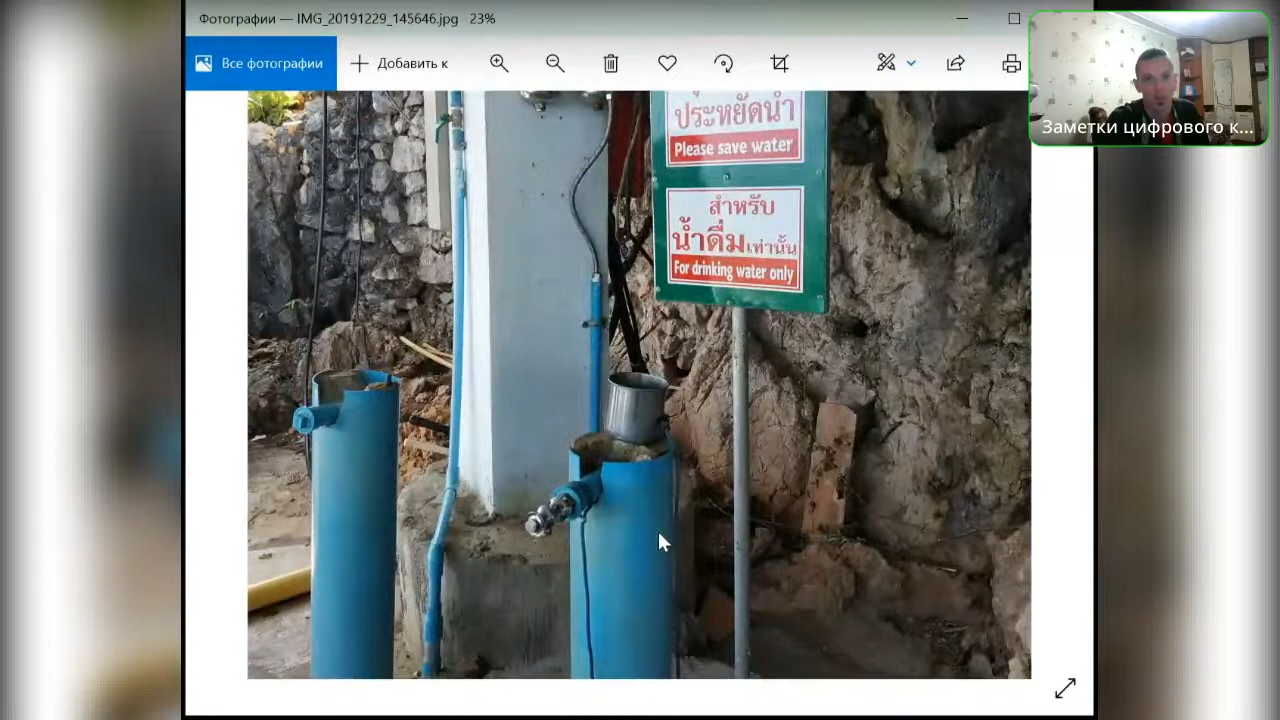 Фотографии — IMG_20191229_145646.jpg 23%
Все фотографии
Добавить к
Заметки цифрового к...
ประหยัดน้ำ
Please save water
สำหรับ
น้ำดื่มเท่านั้น
For drinking water only